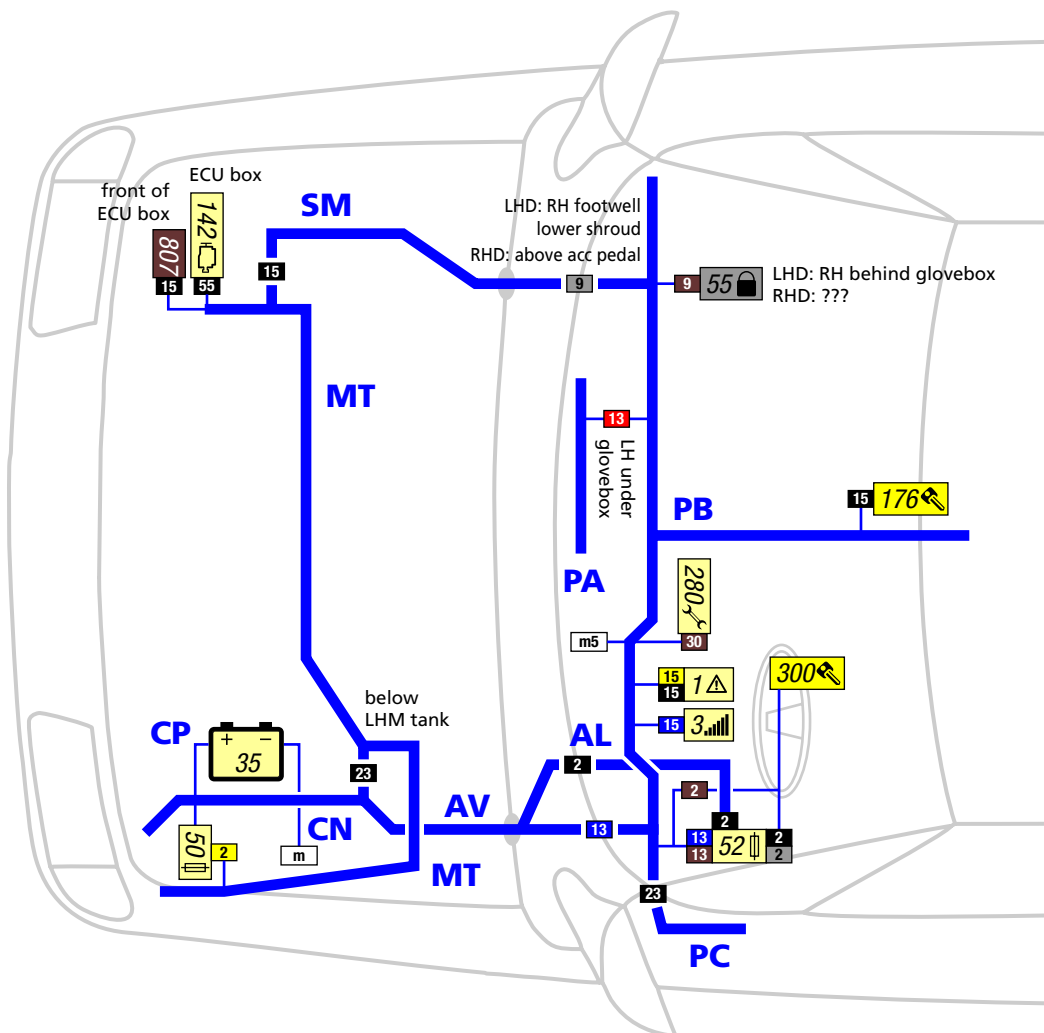 ECU box
front of
ECU box
142
807
15
55
SM
15
LHD: RH footwell
lower shroud
RHD: above acc pedal
9
9
55
LHD: RH behind glovebox
RHD: ???
MT
13
LH under
glovebox
PA
PB
15
176
280
m5
30
300
15
15
1
15
3
below
LHM tank
CP
+ −
35
23
AL
2
2
AV
CN
13
2
13
13
52
2
2
50
2
m
MT
23
PC